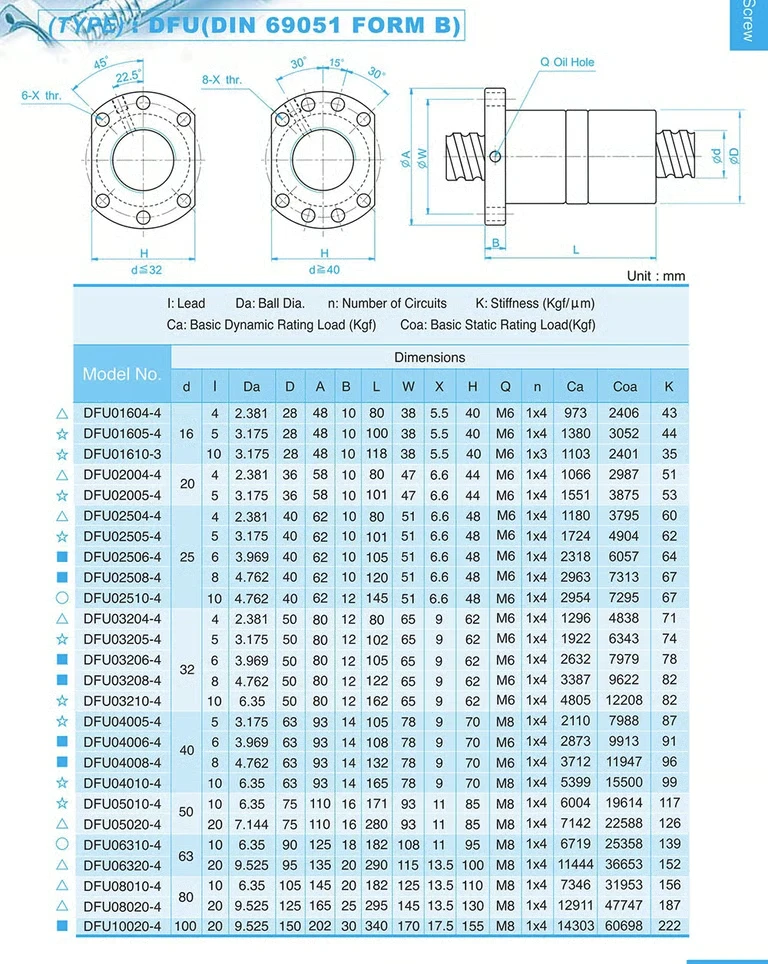 Screw
(TYPE) : DFU(DIN 69051 FORM B)
45°
22.5°
6-X thr.
H
d≦32
30°
15°
30°
8-X thr.
H
d≧40
Q Oil Hole
ØA
ØW
Ød
ØD
B
L
Unit : mm
I: Lead Da: Ball Dia. n: Number of Circuits K: Stiffness (Kgf/μm)
Ca: Basic Dynamic Rating Load (Kgf) Coa: Basic Static Rating Load(Kgf)
Model No. Dimensions
d I Da D A B L W X H Q n Ca Coa K
△ DFU01604-4 16 4 2.381 28 48 10 80 38 5.5 40 M6 1x4 973 2406 43
☆ DFU01605-4 5 3.175 28 48 10 100 38 5.5 40 M6 1x4 1380 3052 44
☆ DFU01610-3 10 3.175 28 48 10 118 38 5.5 40 M6 1x3 1103 2401 35
△ DFU02004-4 20 4 2.381 36 58 10 80 47 6.6 44 M6 1x4 1066 2987 51
☆ DFU02005-4 5 3.175 36 58 10 101 47 6.6 44 M6 1x4 1551 3875 53
△ DFU02504-4 25 4 2.381 40 62 10 80 51 6.6 48 M6 1x4 1180 3795 60
☆ DFU02505-4 5 3.175 40 62 10 101 51 6.6 48 M6 1x4 1724 4904 62
■ DFU02506-4 6 3.969 40 62 10 105 51 6.6 48 M6 1x4 2318 6057 64
■ DFU02508-4 8 4.762 40 62 10 120 51 6.6 48 M6 1x4 2963 7313 67
○ DFU02510-4 10 4.762 40 62 12 145 51 6.6 48 M6 1x4 2954 7295 67
△ DFU03204-4 32 4 2.381 50 80 12 80 65 9 62 M6 1x4 1296 4838 71
☆ DFU03205-4 5 3.175 50 80 12 102 65 9 62 M6 1x4 1922 6343 74
■ DFU03206-4 6 3.969 50 80 12 105 65 9 62 M6 1x4 2632 7979 78
■ DFU03208-4 8 4.762 50 80 12 122 65 9 62 M6 1x4 3387 9622 82
☆ DFU03210-4 10 6.35 50 80 12 162 65 9 62 M6 1x4 4805 12208 82
☆ DFU04005-4 40 5 3.175 63 93 14 105 78 9 70 M8 1x4 2110 7988 87
■ DFU04006-4 6 3.969 63 93 14 108 78 9 70 M6 1x4 2873 9913 91
■ DFU04008-4 8 4.762 63 93 14 132 78 9 70 M6 1x4 3712 11947 96
☆ DFU04010-4 10 6.35 63 93 14 165 78 9 70 M8 1x4 5399 15500 99
☆ DFU05010-4 50 10 6.35 75 110 16 171 93 11 85 M8 1x4 6004 19614 117
△ DFU05020-4 20 7.144 75 110 16 280 93 11 85 M8 1x4 7142 22588 126
○ DFU06310-4 63 10 6.35 90 125 18 182 108 11 95 M8 1x4 6719 25358 139
△ DFU06320-4 20 9.525 95 135 20 290 115 13.5 100 M8 1x4 11444 36653 152
△ DFU08010-4 80 10 6.35 105 145 20 182 125 13.5 110 M8 1x4 7346 31953 156
△ DFU08020-4 20 9.525 125 165 25 295 145 13.5 130 M8 1x4 12911 47747 187
■ DFU10020-4 100 20 9.525 150 202 30 340 170 17.5 155 M8 1x4 14303 60698 222